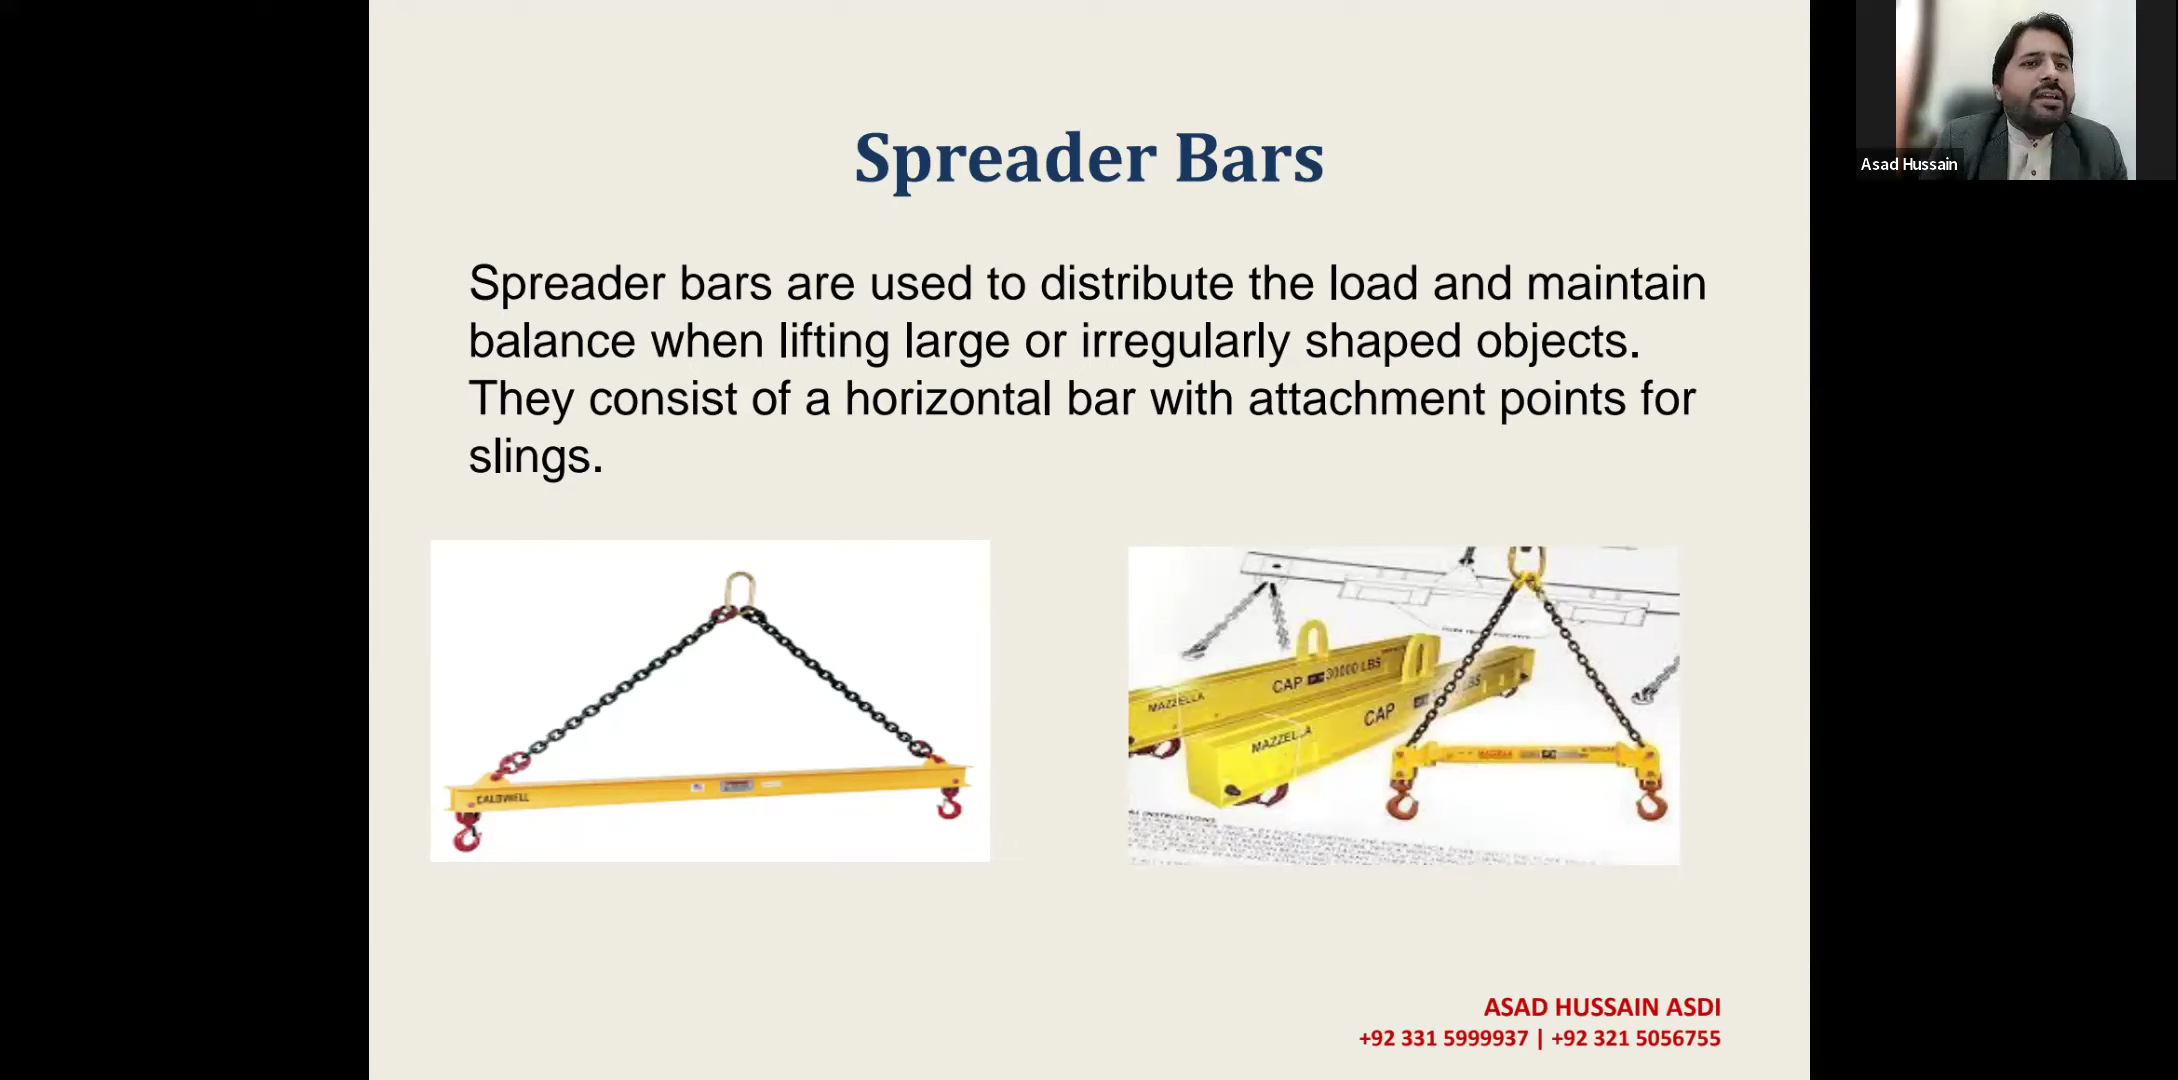 Spreader Bars
Asad Hussain
Spreader bars are used to distribute the load and maintain
balance when lifting large or irregularly shaped objects.
They consist of a horizontal bar with attachment points for
slings.
CALDWELL
MAZZELLA
CAP 30000 LBS
MAZZELLA
CAP LBS
INSTRUCTIONS
ASAD HUSSAIN ASDI
+92 331 5999937 | +92 321 5056755